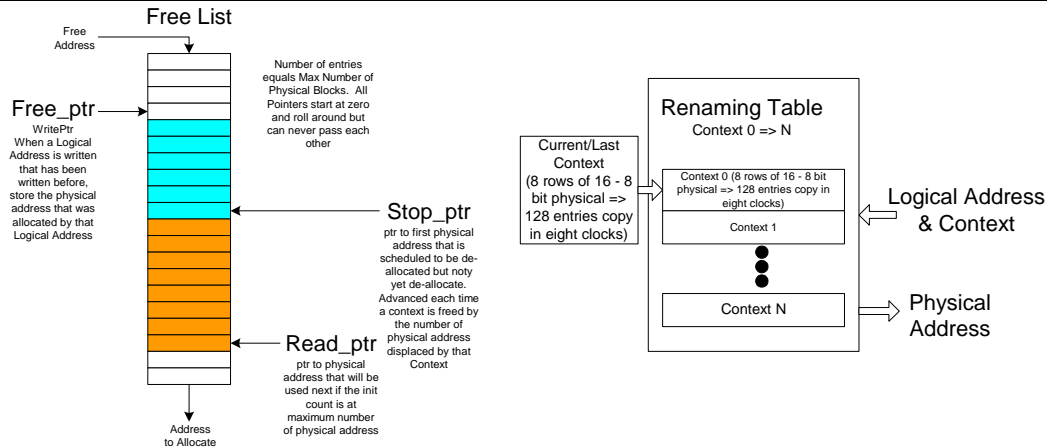 Free List
Free
Address
Number of entries
equals Max Number of
Physical Blocks.  All
Pointers start at zero
and roll around but
can never pass each
other
Free_ptr
WritePtr
When a Logical
Address is written
that has been
written before,
store the physical
address that was
allocated by that
Logical Address
Stop_ptr
ptr to first physical
address that is
scheduled to be de-
allocated but noty
yet de-allocate.
Advanced each time
a context is freed by
the number of
physical address
displaced by that
Context
Read_ptr
ptr to physical
address that will be
used next if the init
count is at
maximum number
of physical address
Address
to Allocate
Current/Last
Context
(8 rows of 16 - 8
bit physical =>
128 entries copy
in eight clocks)
Renaming Table
Context 0 => N
Context 0 (8 rows of 16 - 8 bit
physical => 128 entries copy in
eight clocks)
Context 1
Context N
Logical Address
& Context
Physical
Address